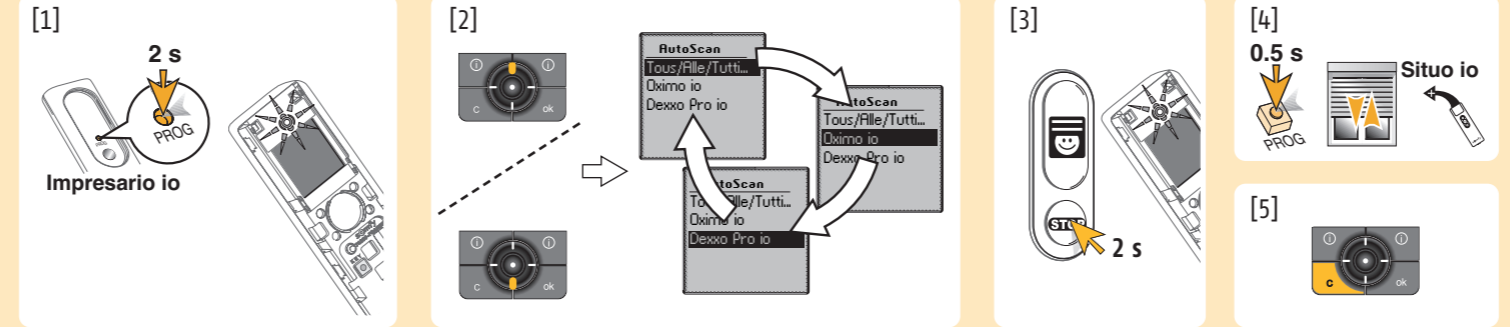 [1]
2 s
PROG
Impresario io
[2]
c
ok
c
ok
AutoScan
Tous/Alle/Tutti...
Oximo io
Dexxo Pro io
AutoScan
Tous/Alle/Tutti...
Oximo io
Dexxo Pro io
toScan
To Alle/Tutti...
Oximo io
Dexxo Pro io
[3]
STOP
2 s
[4]
0.5 s
PROG
Situo io
[5]
c
ok